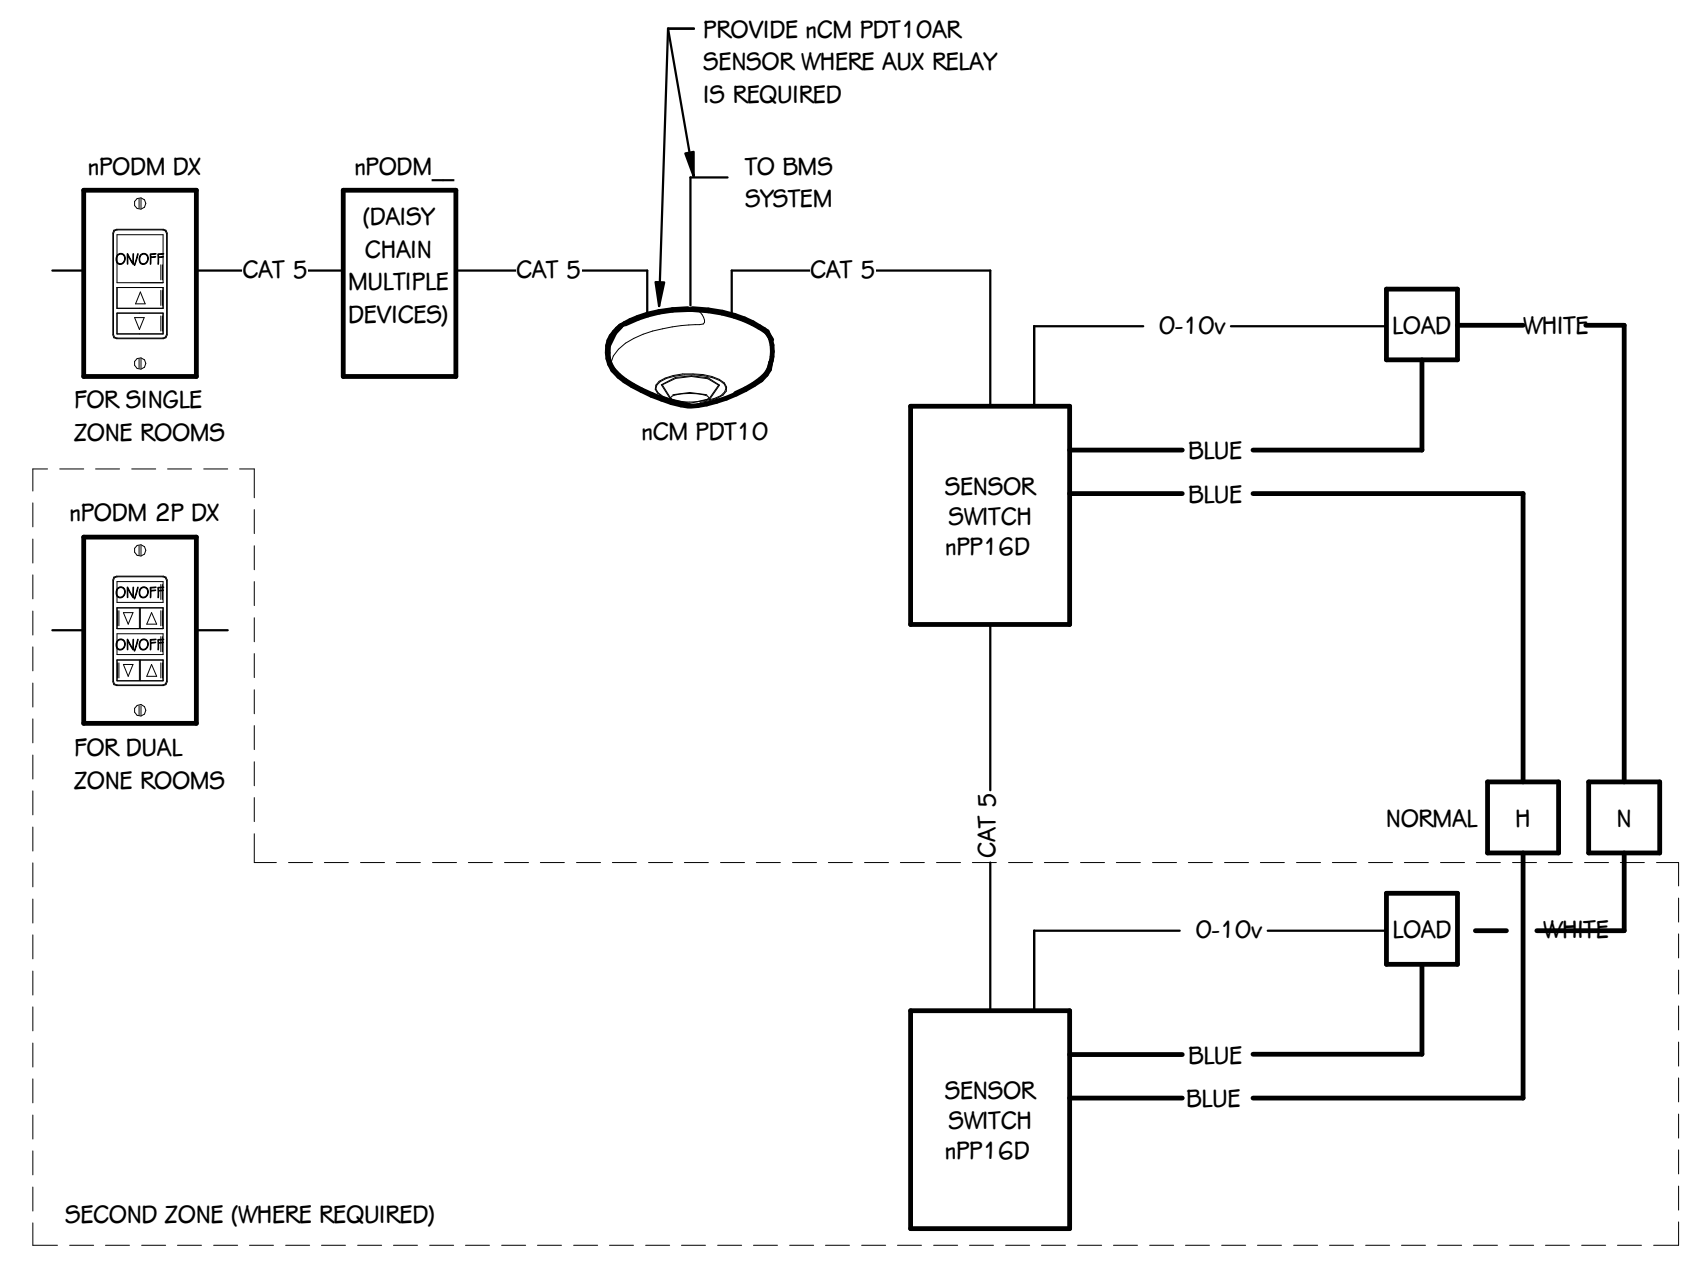 PROVIDE nCM PDT10AR
SENSOR WHERE AUX RELAY
IS REQUIRED
TO BMS
SYSTEM
nPODM DX
ON/OFF
FOR SINGLE
ZONE ROOMS
CAT 5
nPODM__
(DAISY
CHAIN
MULTIPLE
DEVICES)
CAT 5
nCM PDT10
CAT 5
0-10v
LOAD
WHITE
BLUE
BLUE
SENSOR
SWITCH
nPP16D
nPODM 2P DX
ON/OFF
ON/OFF
FOR DUAL
ZONE ROOMS
CAT 5
NORMAL
H
N
0-10v
LOAD
WHITE
BLUE
BLUE
SENSOR
SWITCH
nPP16D
SECOND ZONE (WHERE REQUIRED)